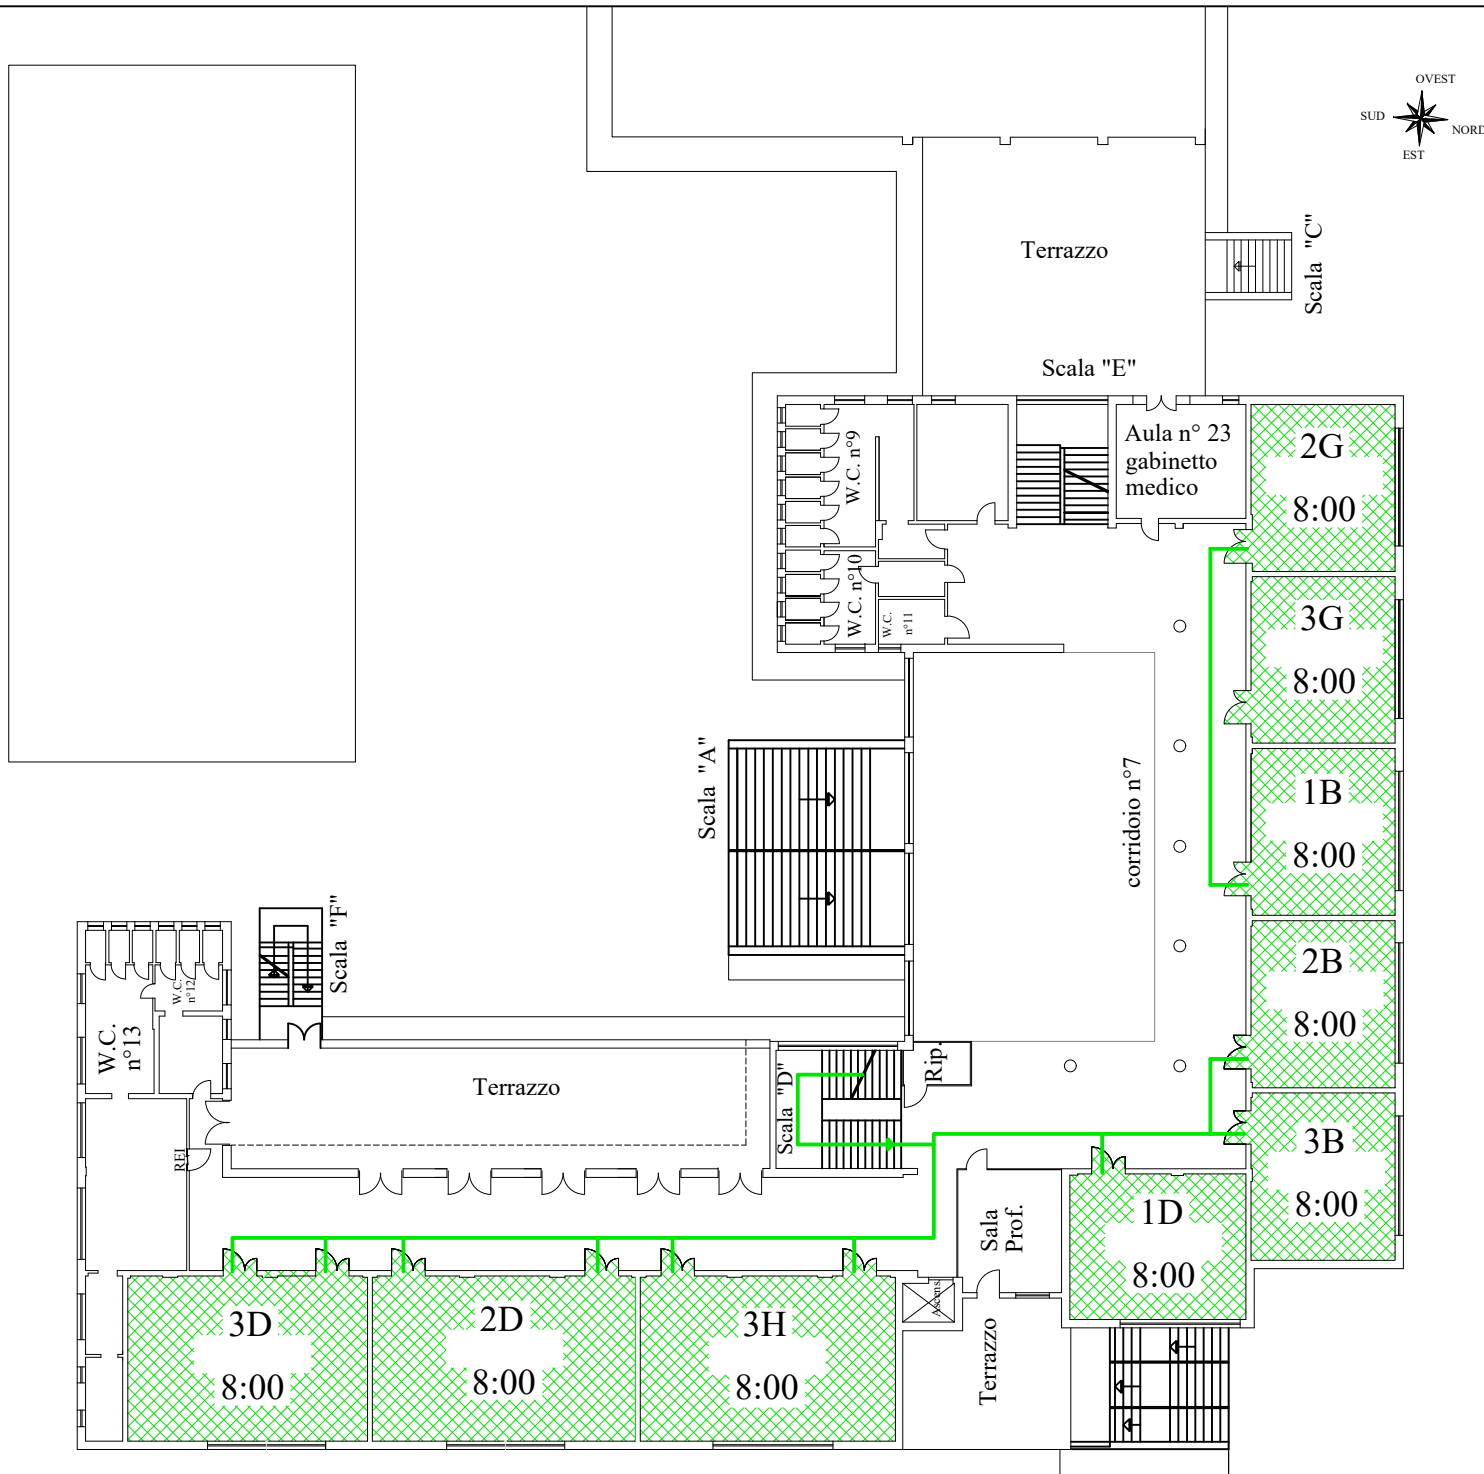 OVEST
SUD
NORD
EST
Terrazzo
Scala "C"
Scala "E"
Aula n° 23
gabinetto
medico
2G
8:00
W.C. n°9
W.C. n°10
W.C.
n°11
3G
8:00
Scala "A"
corridoio n°7
1B
8:00
Scala "F"
2B
8:00
W.C.
n°12
W.C.
n°13
Terrazzo
Scala "D"
Rip.
REI
3B
8:00
Sala
Prof.
1D
8:00
Ascens.
3D
8:00
2D
8:00
3H
8:00
Terrazzo